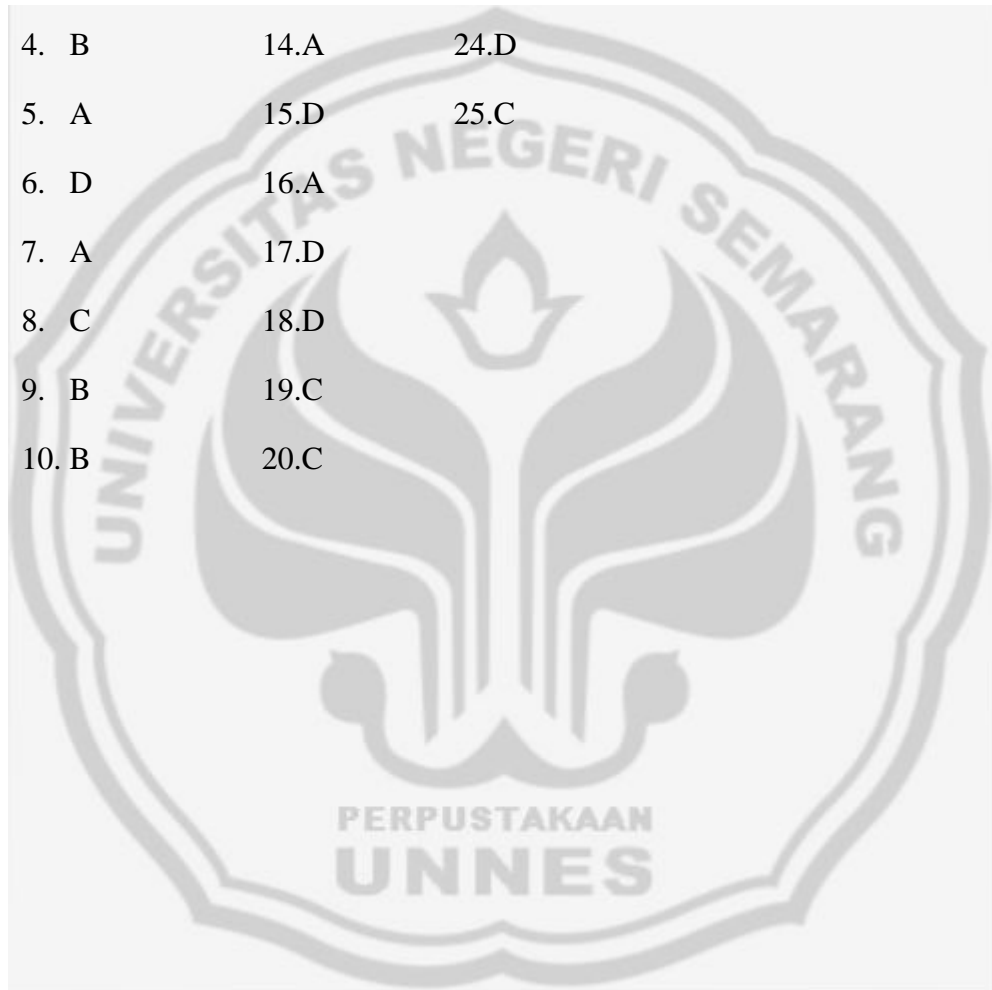 4. B 14.A 24.D
5. A 15.D 25.C
6. D 16.A
7. A 17.D
8. C 18.D
9. B 19.C
10. B 20.C
UNIVERSITAS NEGERI SEMARANG
PERPUSTAKAAN
UNNES